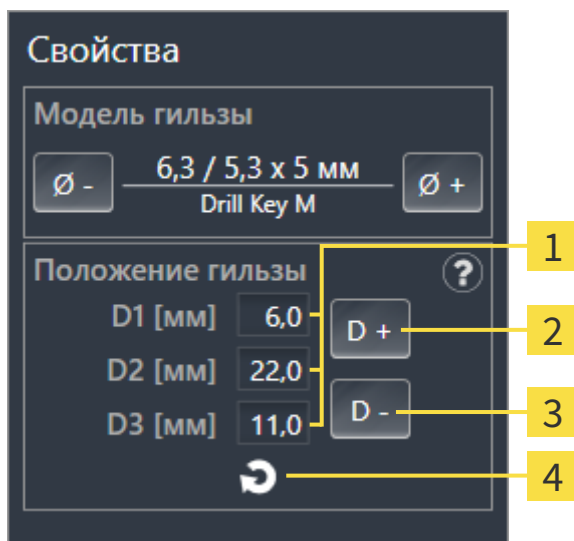 Свойства
Модель гильзы
Ø -
6,3 / 5,3 x 5 мм
Drill Key M
Ø +
Положение гильзы
?
1
D1 [мм] 6,0
D +
2
D2 [мм] 22,0
D -
3
D3 [мм] 11,0
4